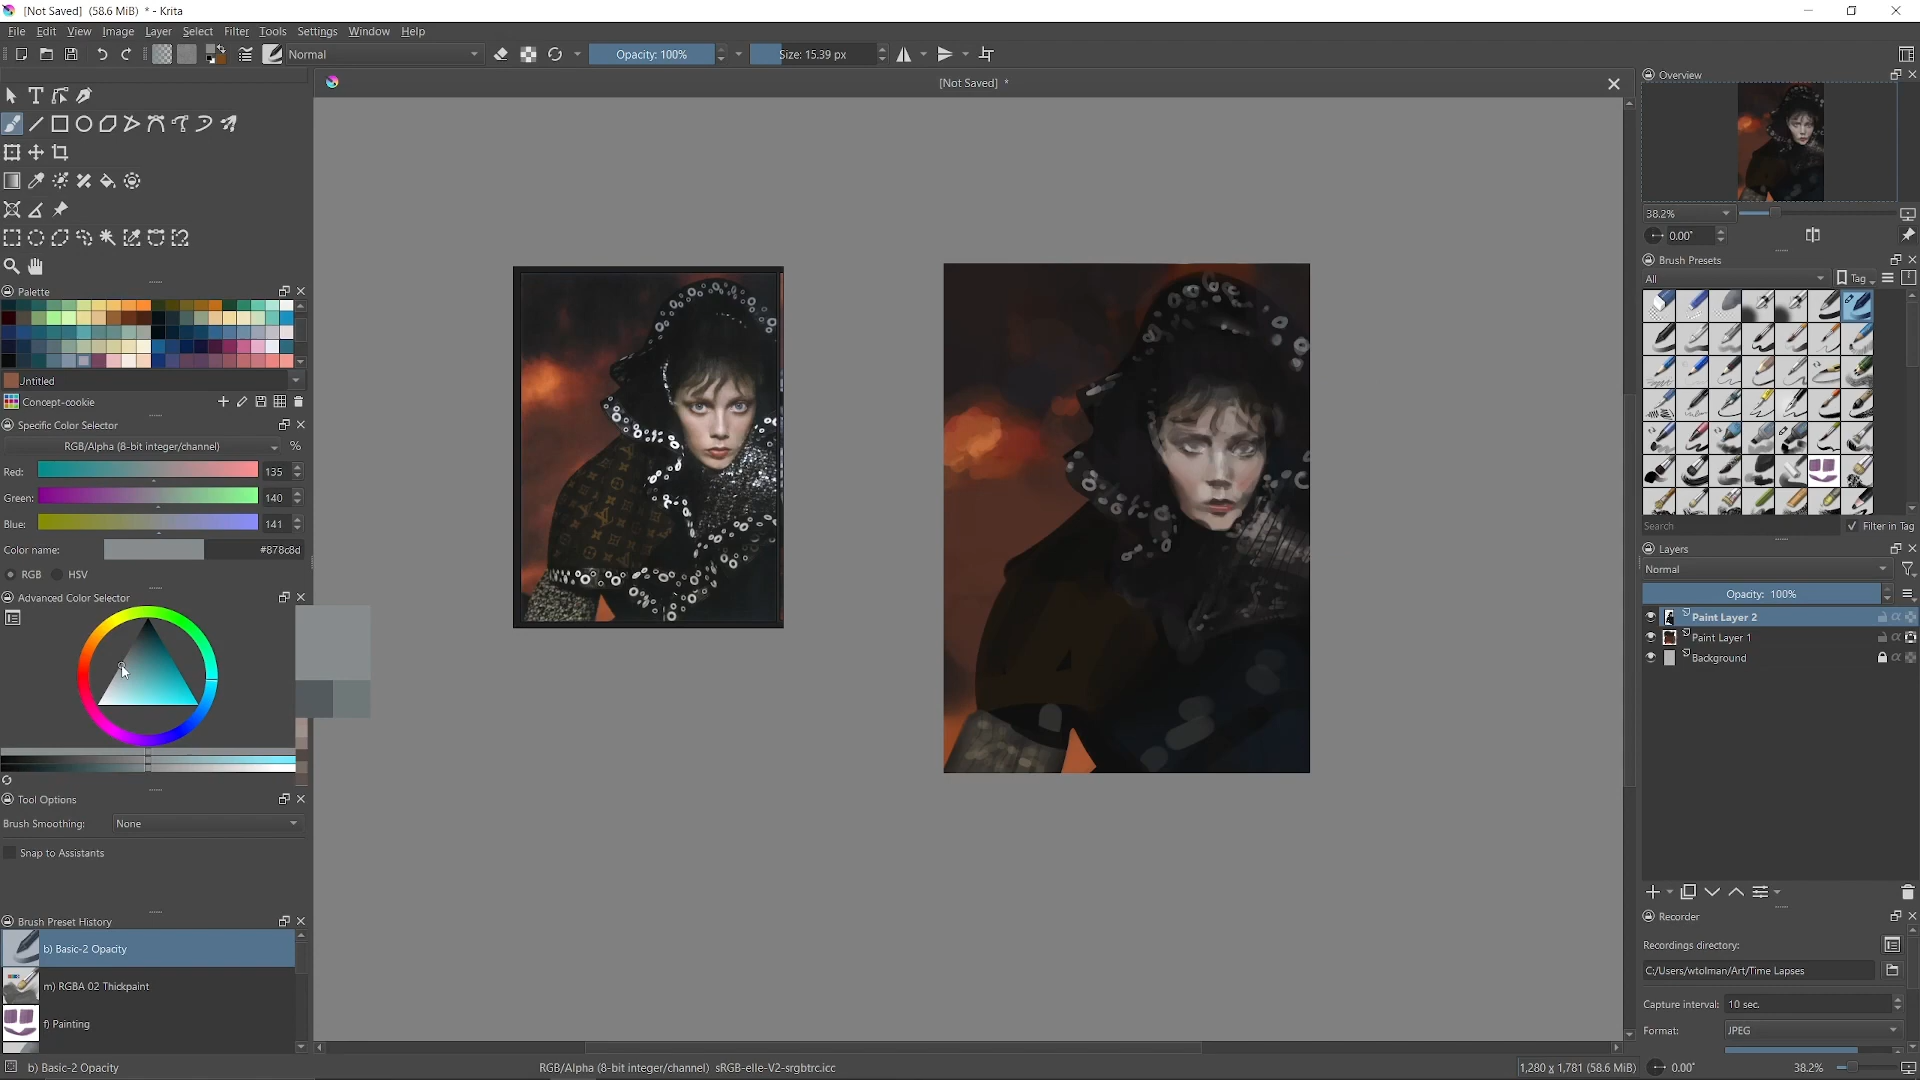 [Not Saved] (58.6 MiB) * - Krita
File Edit View Image Layer Select Filter Tools Settings Window Help
Normal Opacity: 100% Size: 15.39 px
[Not Saved] *
Overview
38.2%
0.00°
Brush Presets
All Tag
Search Filter in Tag
Layers
Normal
Opacity: 100%
Paint Layer 2
Paint Layer 1
Background
Recorder
Recordings directory:
C:/Users/wtolman/Art/Time Lapses
Capture interval: 10 sec.
Format: JPEG
Palette
Untitled
Concept-cookie
Specific Color Selector
RGB/Alpha (8-bit integer/channel) %
Red: 135
Green: 140
Blue: 141
Color name: #878c8d
RGB HSV
Advanced Color Selector
Tool Options
Brush Smoothing: None
Snap to Assistants
Brush Preset History
b) Basic-2 Opacity
m) RGBA 02 Thickpaint
f) Painting
b) Basic-2 Opacity RGB/Alpha (8-bit integer/channel) sRGB-elle-V2-srgbtrc.icc 1,280 x 1,781 (58.6 MiB) 0.00° 38.2%